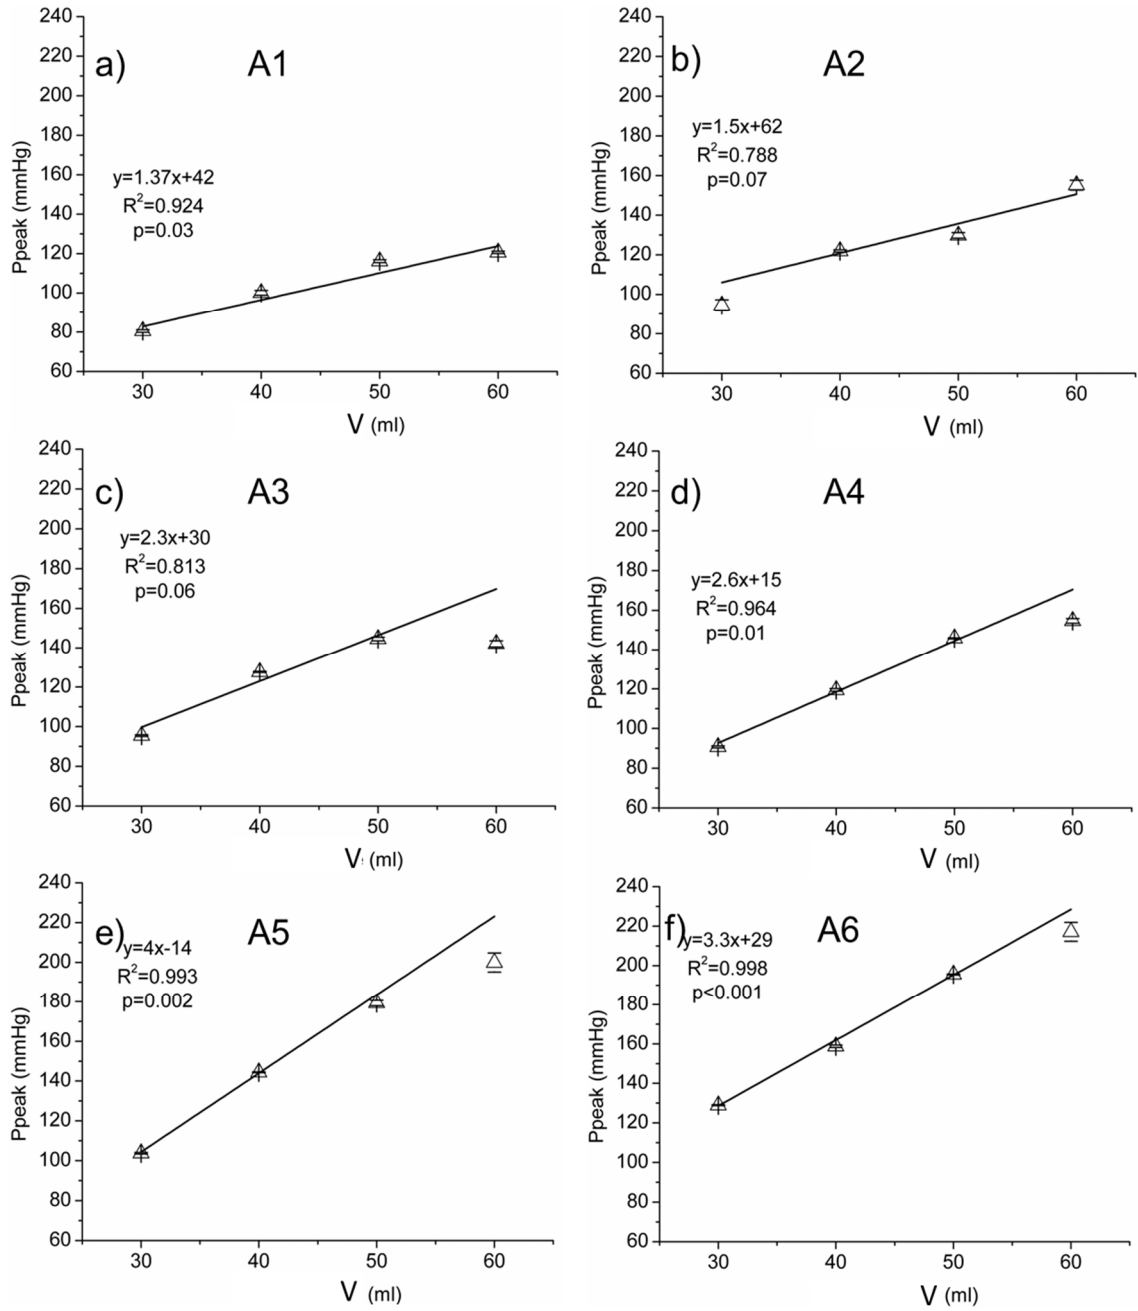 a)
A1
y=1.37x+42
R²=0.924
p=0.03
Ppeak (mmHg)
240
220
200
180
160
140
120
100
80
60
30
40
50
60
V (ml)
b)
A2
y=1.5x+62
R²=0.788
p=0.07
Ppeak (mmHg)
240
220
200
180
160
140
120
100
80
60
30
40
50
60
V (ml)
c)
A3
y=2.3x+30
R²=0.813
p=0.06
Ppeak (mmHg)
240
220
200
180
160
140
120
100
80
60
30
40
50
60
V (ml)
d)
A4
y=2.6x+15
R²=0.964
p=0.01
Ppeak (mmHg)
240
220
200
180
160
140
120
100
80
60
30
40
50
60
V (ml)
e)
A5
y=4x-14
R²=0.993
p=0.002
Ppeak (mmHg)
240
220
200
180
160
140
120
100
80
60
30
40
50
60
V (ml)
f)
A6
y=3.3x+29
R²=0.998
p<0.001
Ppeak (mmHg)
240
220
200
180
160
140
120
100
80
60
30
40
50
60
V (ml)